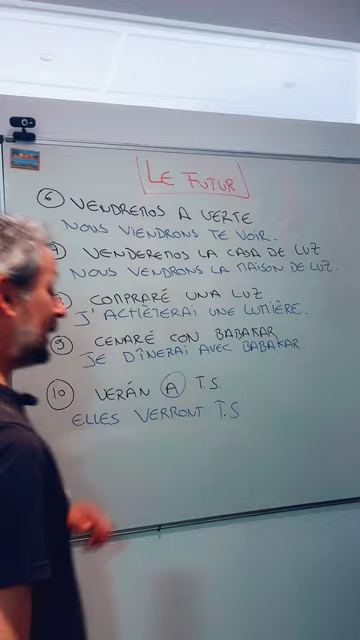 LE FUTUR
6 VENDREMOS A VERTE
NOUS VIENDRONS TE VOIR.
VENDEREMOS LA CASA DE LUZ
NOUS VENDRONS LA MAISON DE LUZ.
COMPRARÉ UNA LUZ
J'ACHÈTERAI UNE LUMIÈRE.
9 CENARÉ CON BABAKAR
JE DÎNERAI AVEC BABAKAR.
10 VERÁN A T.S.
ELLES VERRONT T.S